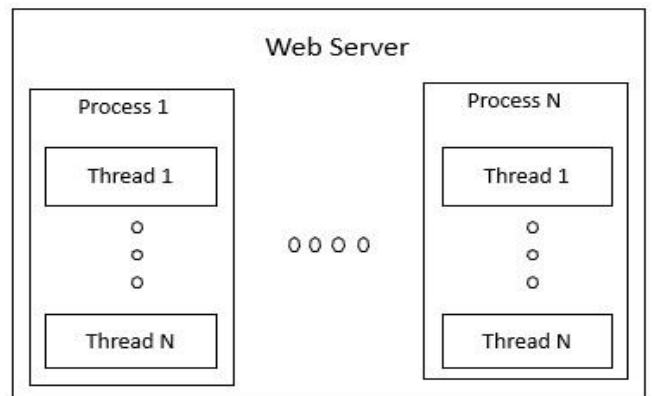 Web Server
Process 1
Thread 1
Thread N
Process N
Thread 1
Thread N